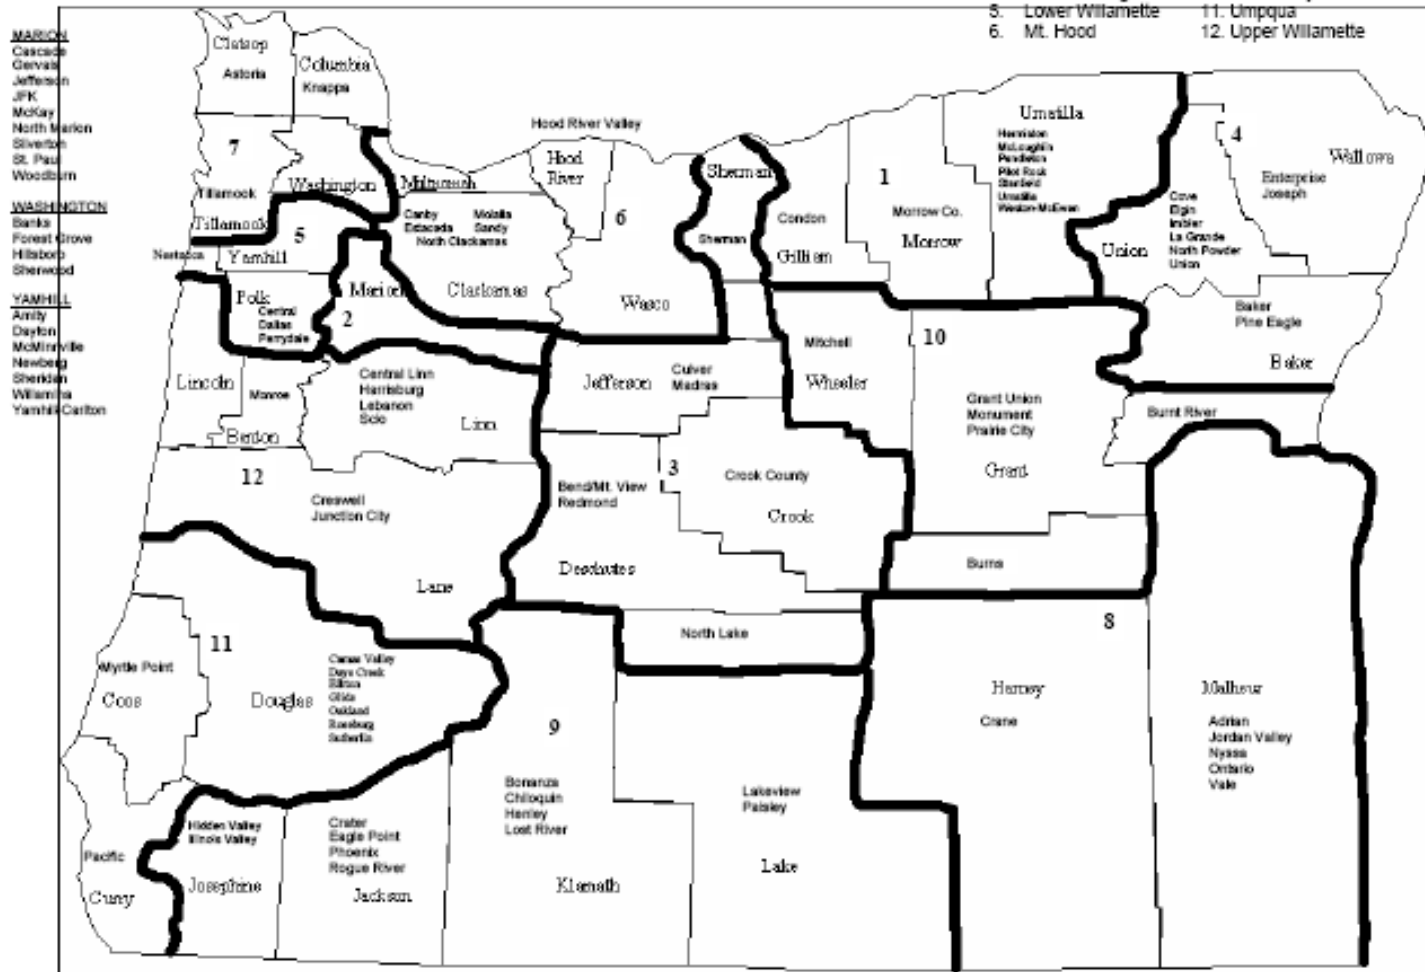 5. Lower Willamette 11. Umpqua
6. Mt. Hood 12. Upper Willamette
MARION
Cascade
Gervais
Jefferson
JFK
McKay
North Marion
Silverton
St. Paul
Woodburn
WASHINGTON
Banks
Forest Grove
Hillsboro
Sherwood
YAMHILL
Amity
Dayton
McMinnville
Newberg
Sheridan
Willamina
Yamhill-Carlton
Clatsop
Astoria
Columbia
Knappa
7
Tillamook
Tillamook
Washington
Multnomah
Hood River Valley
Hood
River
6
Sherman
Sherman
Canby
Estacada
Molalla
Sandy
North Clackamas
Clackamas
Wasco
5
Yamhill
Nestucca
Polk
Central
Dallas
Perrydale
Marion
2
Condon
Gilliam
1
Morrow Co.
Morrow
Umatilla
Hermiston
McLoughlin
Pendleton
Pilot Rock
Stanfield
Umatilla
Weston-McEwen
Union
Cove
Elgin
Imbler
La Grande
North Powder
Union
4
Wallowa
Enterprise
Joseph
Baker
Pine Eagle
Baker
Burnt River
Lincoln
Monroe
Benton
Central Linn
Harrisburg
Lebanon
Scio
Linn
Jefferson
Culver
Madras
Mitchell
Wheeler
10
Grant Union
Monument
Prairie City
Grant
12
Creswell
Junction City
Lane
3
Bend/Mt. View
Redmond
Deschutes
Crook County
Crook
Burns
North Lake
8
11
Myrtle Point
Coos
Douglas
Camas Valley
Days Creek
Elkton
Glide
Oakland
Roseburg
Sutherlin
9
Bonanza
Chiloquin
Henley
Lost River
Klamath
Lakeview
Paisley
Lake
Harney
Crane
Malheur
Adrian
Jordan Valley
Nyssa
Ontario
Vale
Pacific
Curry
Hidden Valley
Illinois Valley
Josephine
Crater
Eagle Point
Phoenix
Rogue River
Jackson